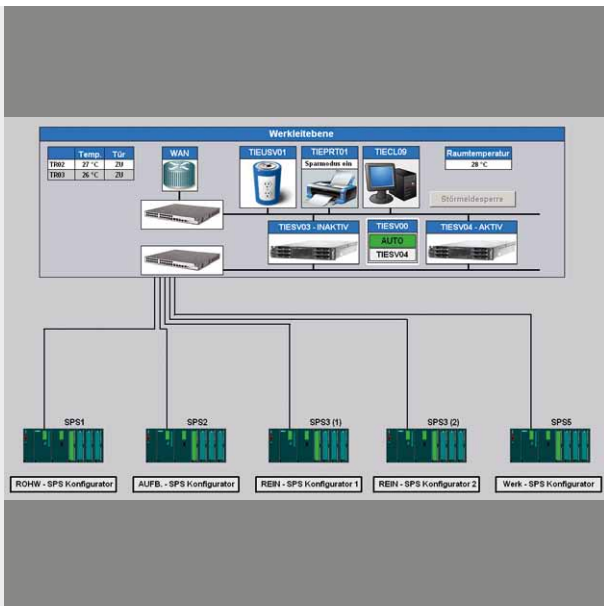 Werkleitebene
Temp. Tür
TR02 27 °C ZU
TR03 26 °C ZU
WAN
TIEUSV01
TIEPRT01
Sparmodus ein
TIECL09
Raumtemperatur
28 °C
Störmeldesperre
TIESV03 - INAKTIV
TIESV00
AUTO
TIESV04
TIESV04 - AKTIV
SPS1
SPS2
SPS3 (1)
SPS3 (2)
SPS5
ROHW - SPS Konfigurator
AUFB. - SPS Konfigurator
REIN - SPS Konfigurator 1
REIN - SPS Konfigurator 2
Werk - SPS Konfigurator